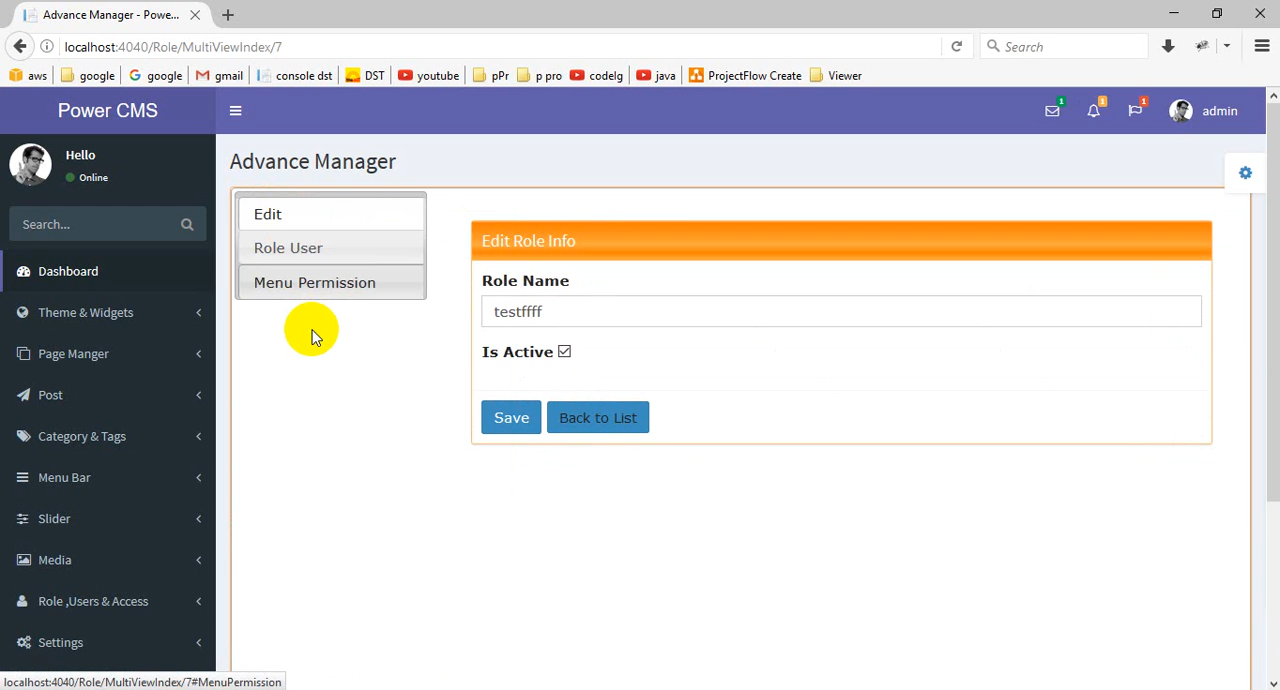 Advance Manager - Powe...
localhost:4040/Role/MultiViewIndex/7
Search
aws google google gmail console dst DST youtube pPr p pro codelg java ProjectFlow Create Viewer
Power CMS
1 1 1 admin
Hello
Online
Search...
Dashboard
Theme & Widgets
Page Manger
Post
Category & Tags
Menu Bar
Slider
Media
Role ,Users & Access
Settings
Advance Manager
Edit
Role User
Menu Permission
Edit Role Info
Role Name
testffff
Is Active
Save Back to List
localhost:4040/Role/MultiViewIndex/7#MenuPermission